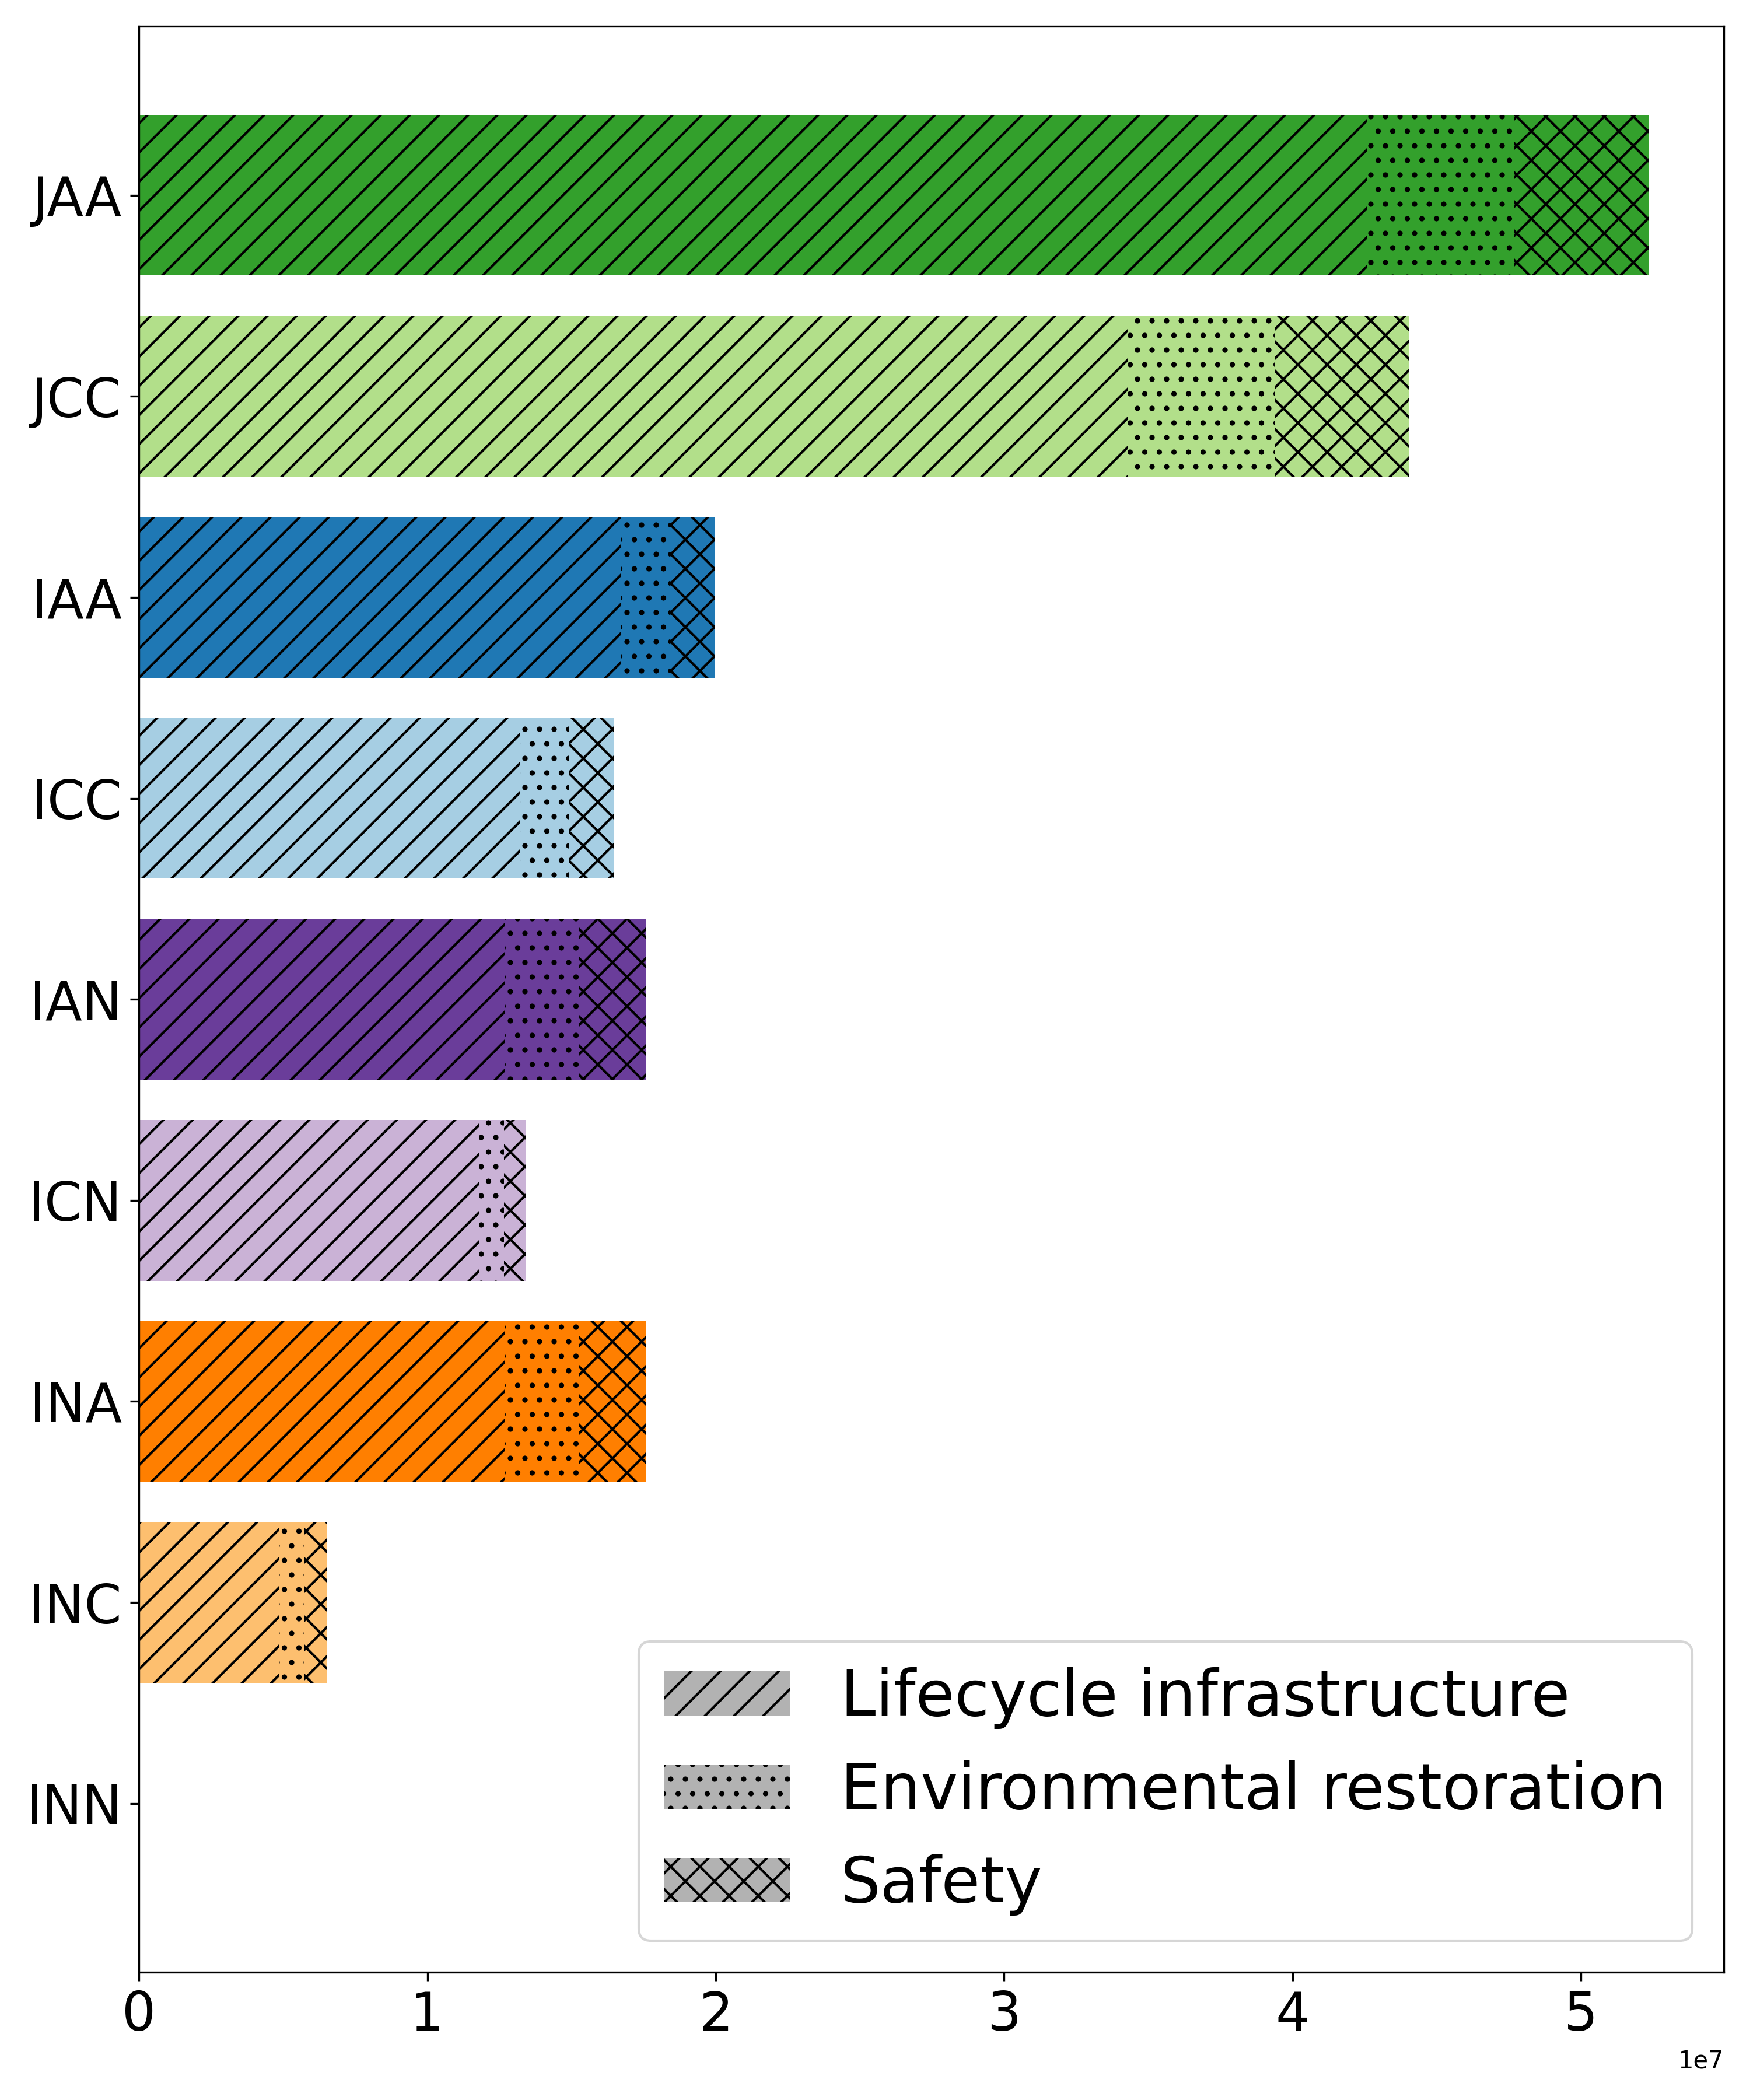 JAA
JCC
IAA
ICC
IAN
ICN
INA
INC
INN
Lifecycle infrastructure
Environmental restoration
Safety
0 1 2 3 4 5
1e7